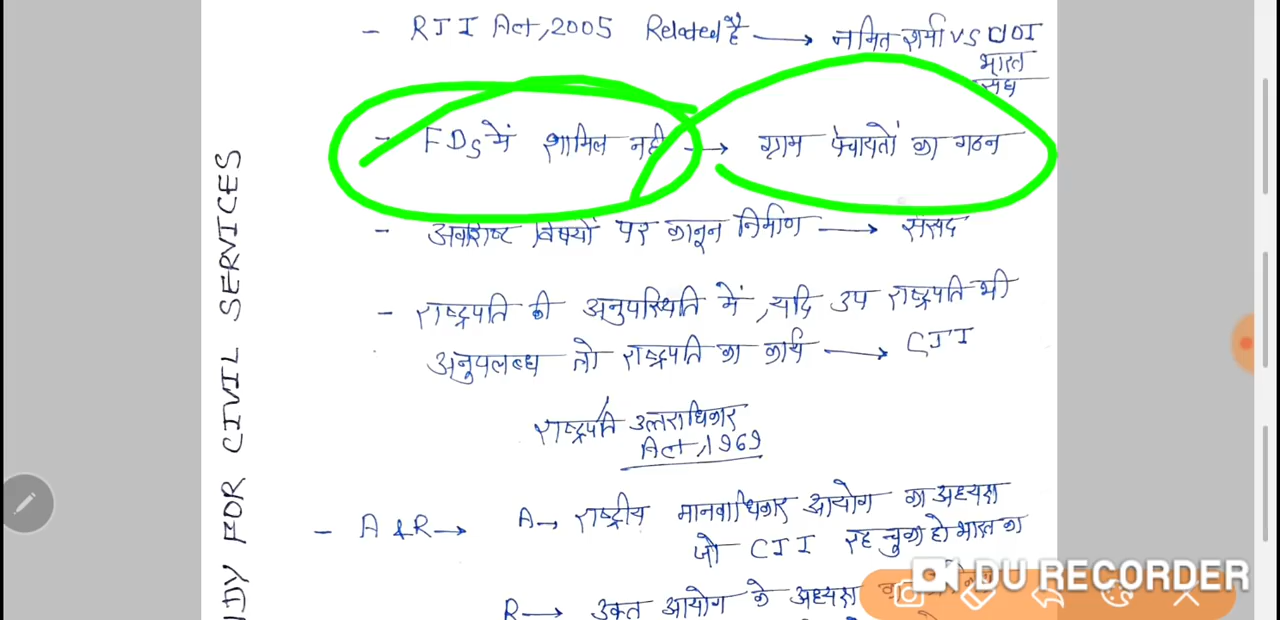 - RTI Act, 2005 Related है → नमित शर्मा VS UOI
भारत
संघ
- FDs में शामिल नही → ग्राम पंचायतों का गठन
- अवशिष्ट विषयों पर कानून निर्माण → संसद
- राष्ट्रपति की अनुपस्थिति में, यदि उप राष्ट्रपति भी
अनुपलब्ध तो राष्ट्रपति का कार्य → CJI
राष्ट्रपति उत्तराधिकार
Act, 1969
- A & R → A → राष्ट्रीय मानवाधिकार आयोग का अध्यक्ष
जो CJI रह चुका हो भारत का
R → उक्त आयोग के अध्यक्ष
UDY FOR CIVIL SERVICES
DU RECORDER